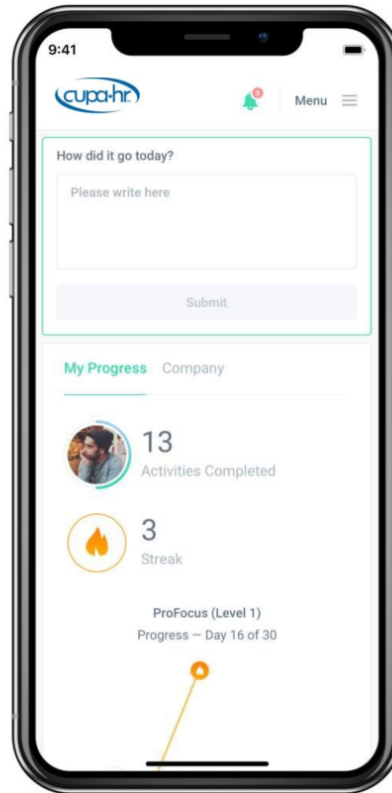 9:41
cupa-hr
3
Menu
How did it go today?
Please write here
Submit
My Progress Company
13
Activities Completed
3
Streak
ProFocus (Level 1)
Progress — Day 16 of 30